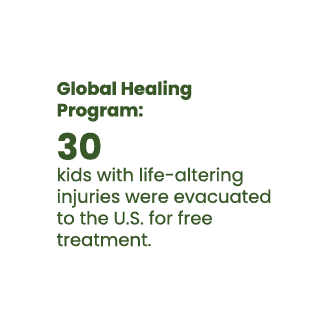 Global Healing
Program:
30
kids with life-altering
injuries were evacuated
to the U.S. for free
treatment.